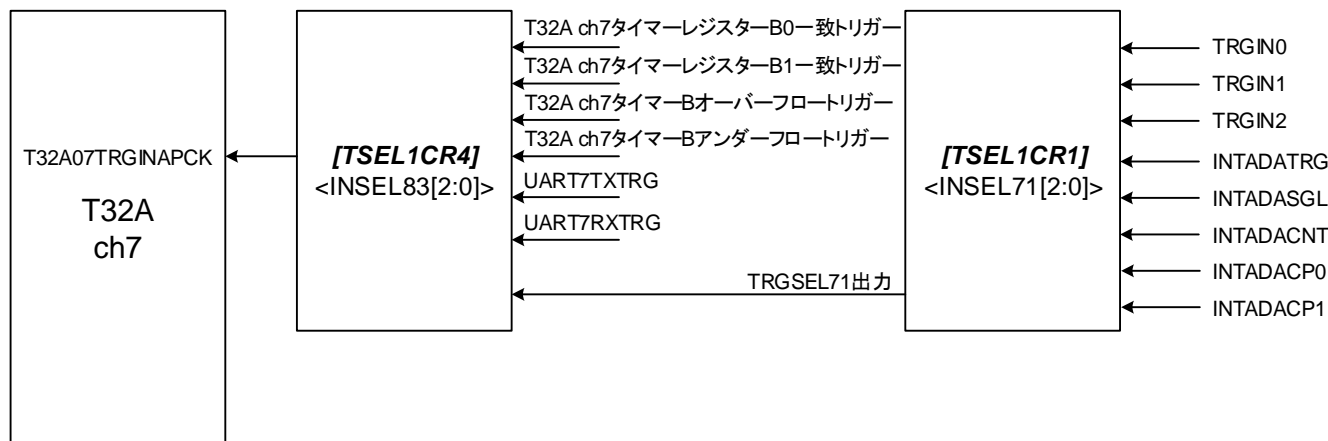 T32A07TRGINAPCK
T32A
ch7
[TSEL1CR4]
<INSEL83[2:0]>
T32A ch7タイマーレジスターB0一致トリガー
T32A ch7タイマーレジスターB1一致トリガー
T32A ch7タイマーBオーバーフロートリガー
T32A ch7タイマーBアンダーフロートリガー
UART7TXTRG
UART7RXTRG
TRGSEL71出力
[TSEL1CR1]
<INSEL71[2:0]>
TRGIN0
TRGIN1
TRGIN2
INTADATRG
INTADASGL
INTADACNT
INTADACP0
INTADACP1